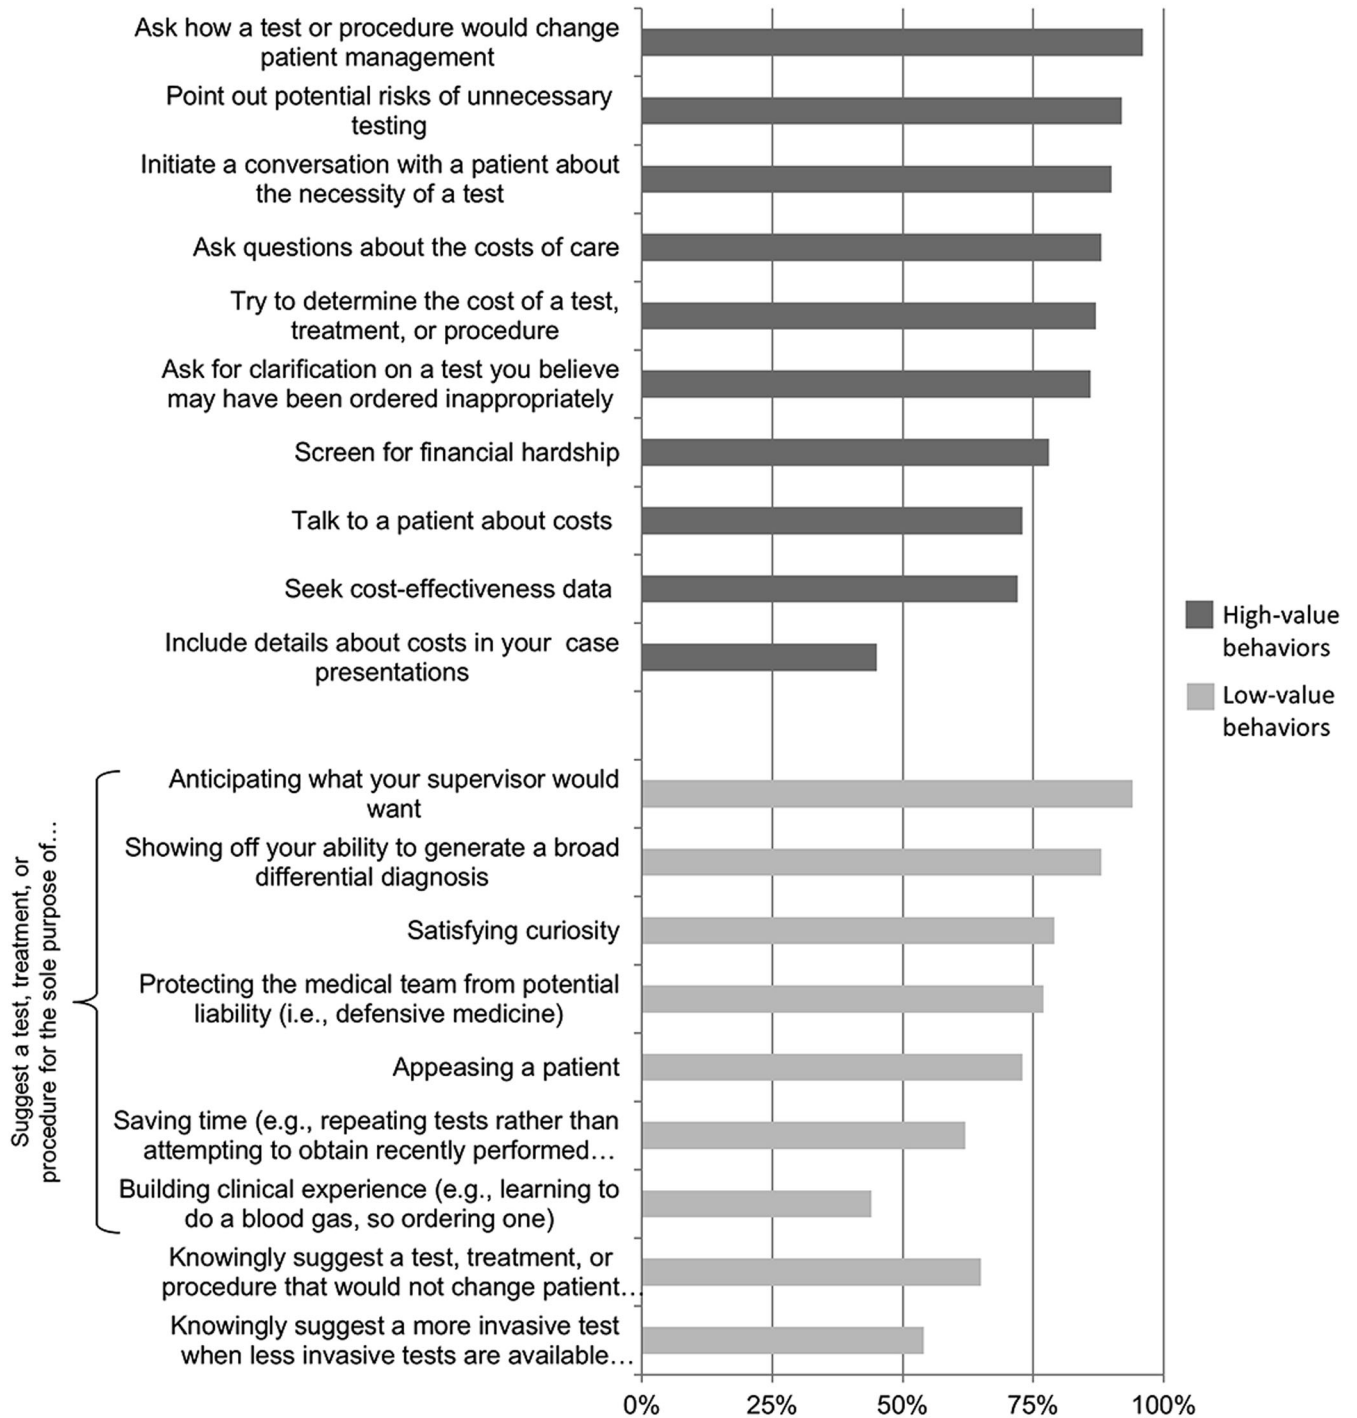 Ask how a test or procedure would change
patient management
Point out potential risks of unnecessary
testing
Initiate a conversation with a patient about
the necessity of a test
Ask questions about the costs of care
Try to determine the cost of a test,
treatment, or procedure
Ask for clarification on a test you believe
may have been ordered inappropriately
Screen for financial hardship
Talk to a patient about costs
Seek cost-effectiveness data
Include details about costs in your  case
presentations
High-value
behaviors
Low-value
behaviors
Suggest a test, treatment, or
procedure for the sole purpose of…
Anticipating what your supervisor would
want
Showing off your ability to generate a broad
differential diagnosis
Satisfying curiosity
Protecting the medical team from potential
liability (i.e., defensive medicine)
Appeasing a patient
Saving time (e.g., repeating tests rather than
attempting to obtain recently performed…
Building clinical experience (e.g., learning to
do a blood gas, so ordering one)
Knowingly suggest a test, treatment, or
procedure that would not change patient…
Knowingly suggest a more invasive test
when less invasive tests are available…
0% 25% 50% 75% 100%